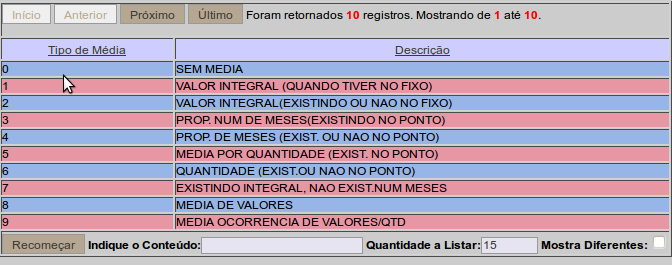 Início Anterior Próximo Último Foram retornados 10 registros. Mostrando de 1 até 10.
Tipo de Média Descrição
0 SEM MEDIA
1 VALOR INTEGRAL (QUANDO TIVER NO FIXO)
2 VALOR INTEGRAL(EXISTINDO OU NAO NO FIXO)
3 PROP. NUM DE MESES(EXISTINDO NO PONTO)
4 PROP. DE MESES (EXIST. OU NAO NO PONTO)
5 MEDIA POR QUANTIDADE (EXIST. NO PONTO)
6 QUANTIDADE (EXIST.OU NAO NO PONTO)
7 EXISTINDO INTEGRAL, NAO EXIST.NUM MESES
8 MEDIA DE VALORES
9 MEDIA OCORRENCIA DE VALORES/QTD
Recomeçar Indique o Conteúdo: Quantidade a Listar: 15 Mostra Diferentes: